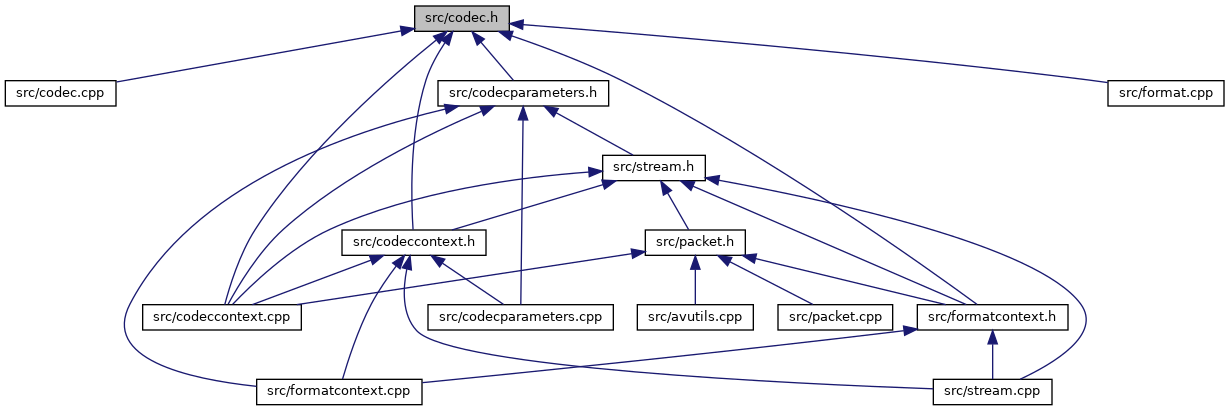 src/codec.h
src/codec.cpp
src/codecparameters.h
src/format.cpp
src/stream.h
src/codeccontext.h
src/packet.h
src/codeccontext.cpp
src/codecparameters.cpp
src/avutils.cpp
src/packet.cpp
src/formatcontext.h
src/formatcontext.cpp
src/stream.cpp